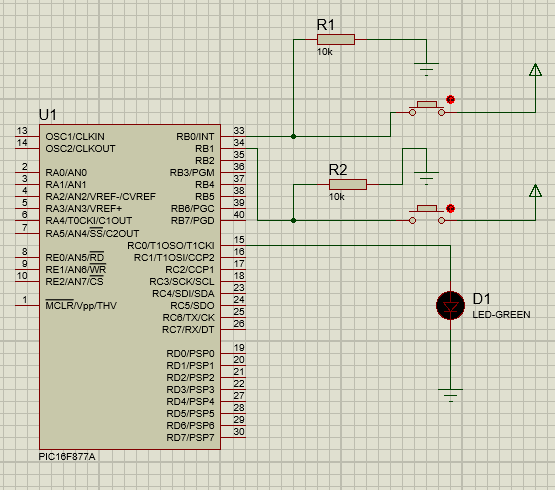 R1
10k
U1
13 OSC1/CLKIN RB0/INT 33
14 OSC2/CLKOUT RB1 34
RB2 35
2 RA0/AN0 RB3/PGM 36
3 RA1/AN1 RB4 37
4 RA2/AN2/VREF-/CVREF RB5 38
5 RA3/AN3/VREF+ RB6/PGC 39
6 RA4/T0CKI/C1OUT RB7/PGD 40
7 RA5/AN4/SS/C2OUT
R2
10k
RC0/T1OSO/T1CKI 15
8 RE0/AN5/RD RC1/T1OSI/CCP2 16
9 RE1/AN6/WR RC2/CCP1 17
10 RE2/AN7/CS RC3/SCK/SCL 18
RC4/SDI/SDA 23
1 MCLR/Vpp/THV RC5/SDO 24
RC6/TX/CK 25
RC7/RX/DT 26
D1
LED-GREEN
RD0/PSP0 19
RD1/PSP1 20
RD2/PSP2 21
RD3/PSP3 22
RD4/PSP4 27
RD5/PSP5 28
RD6/PSP6 29
RD7/PSP7 30
PIC16F877A